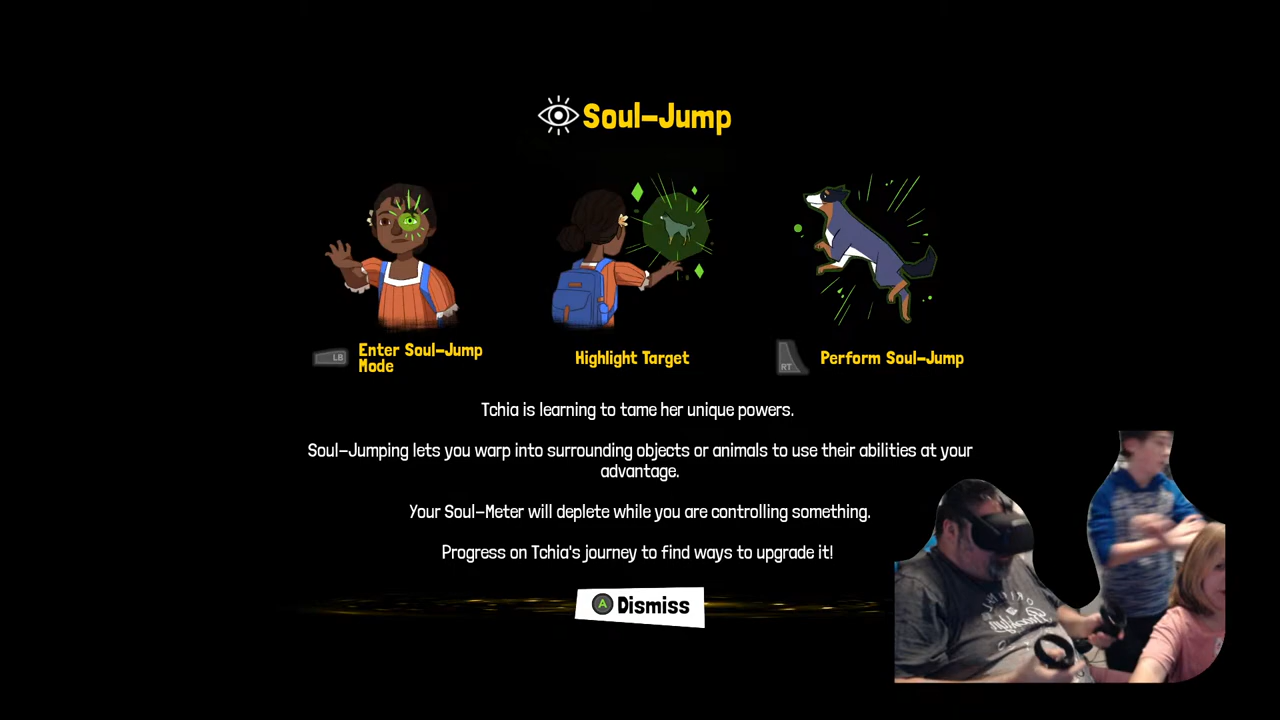 Soul-Jump
LB
Enter Soul-Jump
Mode
Highlight Target
RT
Perform Soul-Jump
Tchia is learning to tame her unique powers.
Soul-Jumping lets you warp into surrounding objects or animals to use their abilities at your
advantage.
Your Soul-Meter will deplete while you are controlling something.
Progress on Tchia's journey to find ways to upgrade it!
A Dismiss